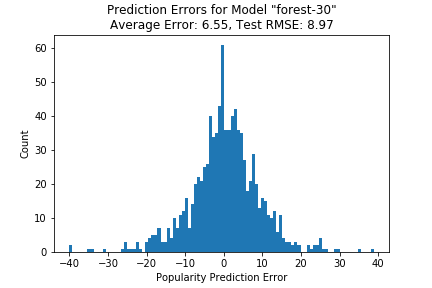 Prediction Errors for Model "forest-30"
Average Error: 6.55, Test RMSE: 8.97
60
50
40
30
20
10
0
Count
−40 −30 −20 −10 0 10 20 30 40
Popularity Prediction Error